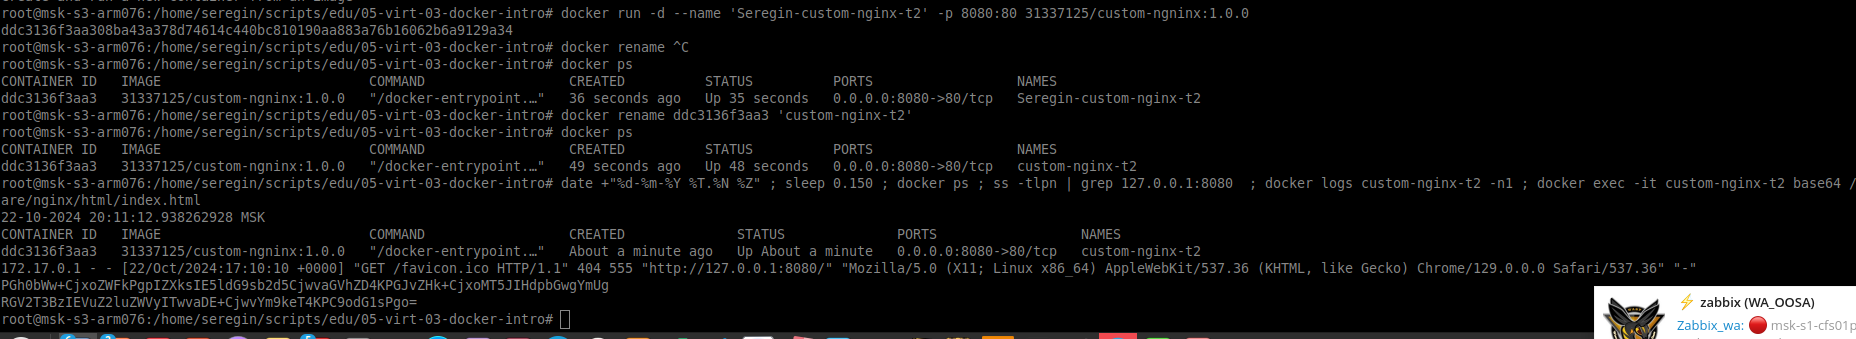 root@msk-s3-arm076:/home/seregin/scripts/edu/05-virt-03-docker-intro# docker run -d --name 'Seregin-custom-nginx-t2' -p 8080:80 31337125/custom-ngninx:1.0.0
ddc3136f3aa308ba43a378d74614c440bc810190aa883a76b16062b6a9129a34
root@msk-s3-arm076:/home/seregin/scripts/edu/05-virt-03-docker-intro# docker rename ^C
root@msk-s3-arm076:/home/seregin/scripts/edu/05-virt-03-docker-intro# docker ps
CONTAINER ID   IMAGE                          COMMAND                  CREATED          STATUS          PORTS                  NAMES
ddc3136f3aa3   31337125/custom-ngninx:1.0.0   "/docker-entrypoint.…"   36 seconds ago   Up 35 seconds   0.0.0.0:8080->80/tcp   Seregin-custom-nginx-t2
root@msk-s3-arm076:/home/seregin/scripts/edu/05-virt-03-docker-intro# docker rename ddc3136f3aa3 'custom-nginx-t2'
root@msk-s3-arm076:/home/seregin/scripts/edu/05-virt-03-docker-intro# docker ps
CONTAINER ID   IMAGE                          COMMAND                  CREATED          STATUS          PORTS                  NAMES
ddc3136f3aa3   31337125/custom-ngninx:1.0.0   "/docker-entrypoint.…"   49 seconds ago   Up 48 seconds   0.0.0.0:8080->80/tcp   custom-nginx-t2
root@msk-s3-arm076:/home/seregin/scripts/edu/05-virt-03-docker-intro# date +"%d-%m-%Y %T.%N %Z" ; sleep 0.150 ; docker ps ; ss -tlpn | grep 127.0.0.1:8080  ; docker logs custom-nginx-t2 -n1 ; docker exec -it custom-nginx-t2 base64 /
are/nginx/html/index.html
22-10-2024 20:11:12.938262928 MSK
CONTAINER ID   IMAGE                          COMMAND                  CREATED              STATUS              PORTS                  NAMES
ddc3136f3aa3   31337125/custom-ngninx:1.0.0   "/docker-entrypoint.…"   About a minute ago   Up About a minute   0.0.0.0:8080->80/tcp   custom-nginx-t2
172.17.0.1 - - [22/Oct/2024:17:10:10 +0000] "GET /favicon.ico HTTP/1.1" 404 555 "http://127.0.0.1:8080/" "Mozilla/5.0 (X11; Linux x86_64) AppleWebKit/537.36 (KHTML, like Gecko) Chrome/129.0.0.0 Safari/537.36" "-"
PGh0bWw+CjxoZWFkPgpIZXksIE5ldG9sb2d5CjwvaGVhZD4KPGJvZHk+CjxoMT5JIHdpbGwgYmUg
RGV2T3BzIEVuZ2luZWVyITwvaDE+CjwvYm9keT4KPC9odG1sPgo=
root@msk-s3-arm076:/home/seregin/scripts/edu/05-virt-03-docker-intro#
⚡ zabbix (WA_OOSA)
Zabbix_wa: 🔴 msk-s1-cfs01p